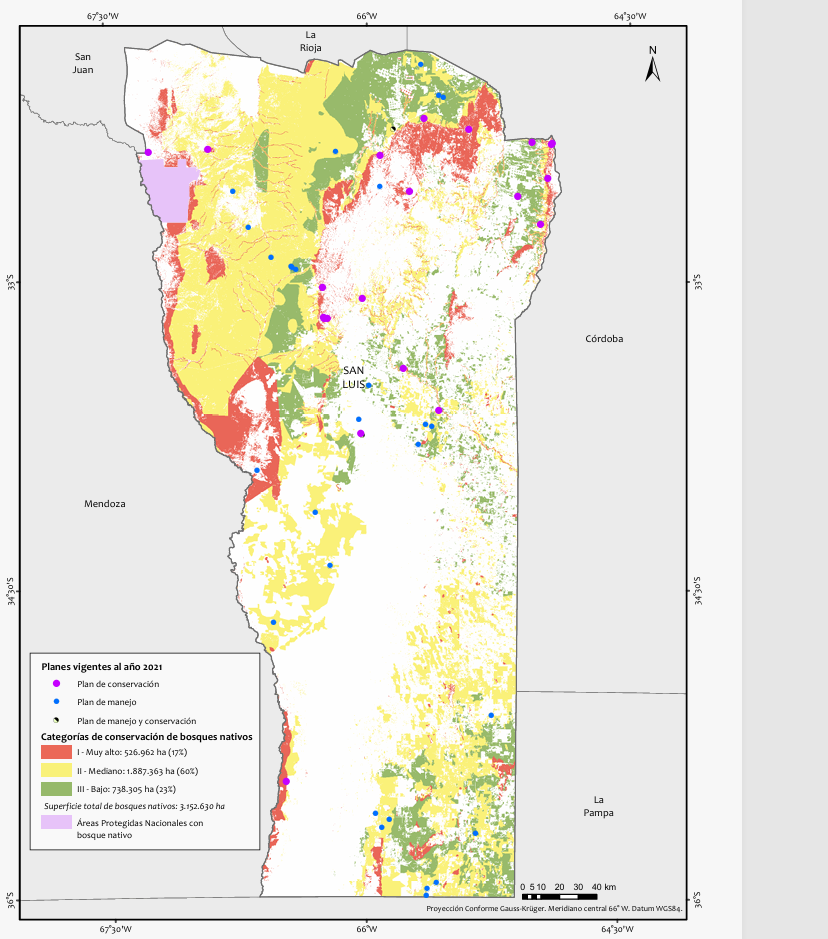 67°30'W
66°W
64°30'W
La
Rioja
San
Juan
N
33°S
33°S
Córdoba
SAN
LUIS
Mendoza
34°30'S
34°30'S
Planes vigentes al año 2021
Plan de conservación
Plan de manejo
Plan de manejo y conservación
Categorías de conservación de bosques nativos
I - Muy alto: 526.962 ha (17%)
II - Mediano: 1.887.363 ha (60%)
III - Bajo: 738.305 ha (23%)
Superficie total de bosques nativos: 3.152.630 ha
Áreas Protegidas Nacionales con
bosque nativo
La
Pampa
0 5 10 20 30 40 km
36°S
36°S
Proyección Conforme Gauss-Krüger. Meridiano central 66° W. Datum WGS84.
67°30'W
66°W
64°30'W